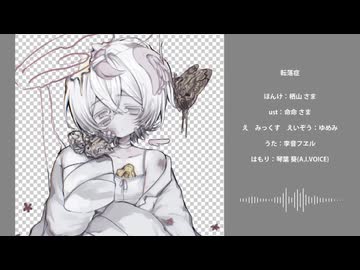 転落症
ほんけ：栖山 さま
ust：命命 さま
え　みっくす　えいぞう：ゆめみ
うた：李音フヱル
はもり：琴葉 葵(A.I.VOICE)